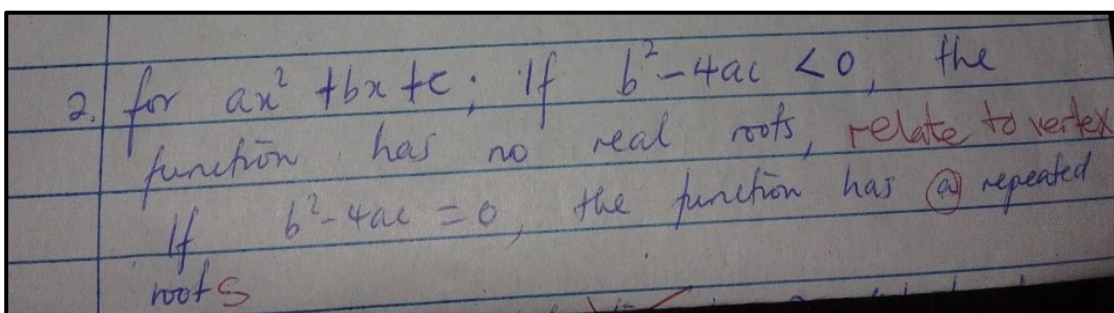 2. for ax² + bx + c; If b² - 4ac < 0, the
function has no real roots, relate to vertex
If b² - 4ac = 0, the function has a repeated
roots